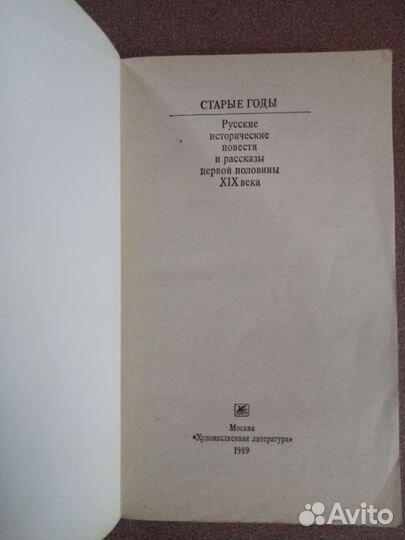 СТАРЫЕ ГОДЫ
Русские
исторические
повести
и рассказы
первой половины
XIX века
Москва
«Художественная литература»
1989
Avito